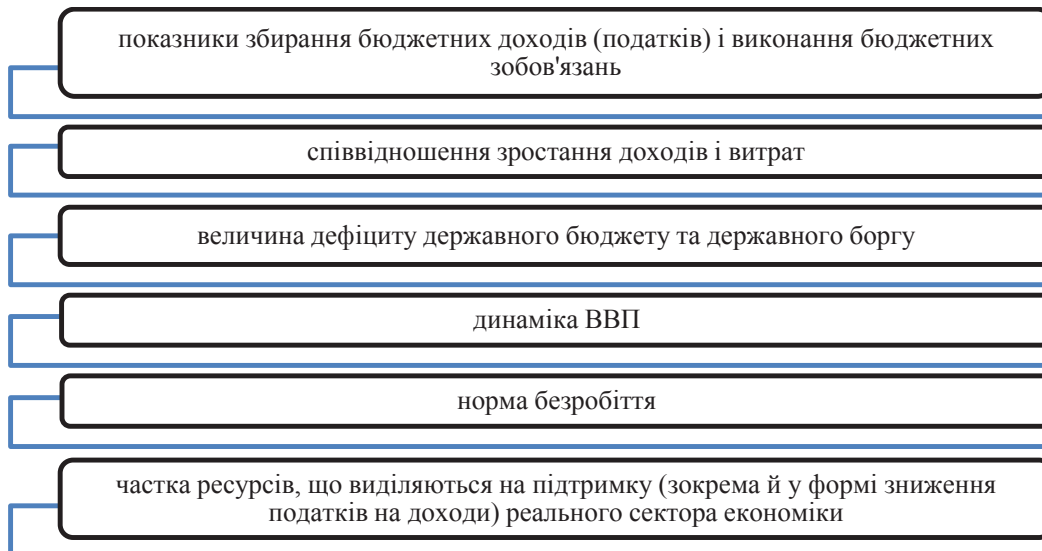 показники збирання бюджетних доходів (податків) і виконання бюджетних
зобов'язань
співвідношення зростання доходів і витрат
величина дефіциту державного бюджету та державного боргу
динаміка ВВП
норма безробіття
частка ресурсів, що виділяються на підтримку (зокрема й у формі зниження
податків на доходи) реального сектора економіки